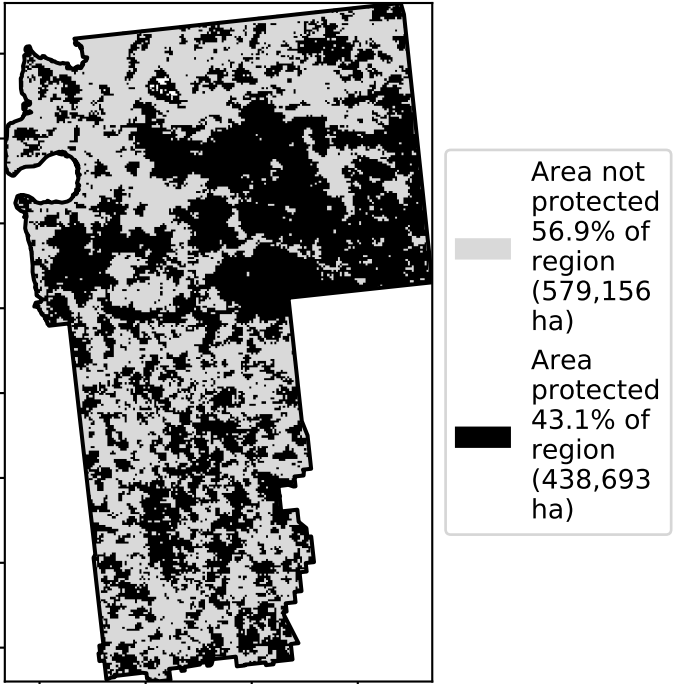 Area not
protected
56.9% of
region
(579,156
ha)
Area
protected
43.1% of
region
(438,693
ha)